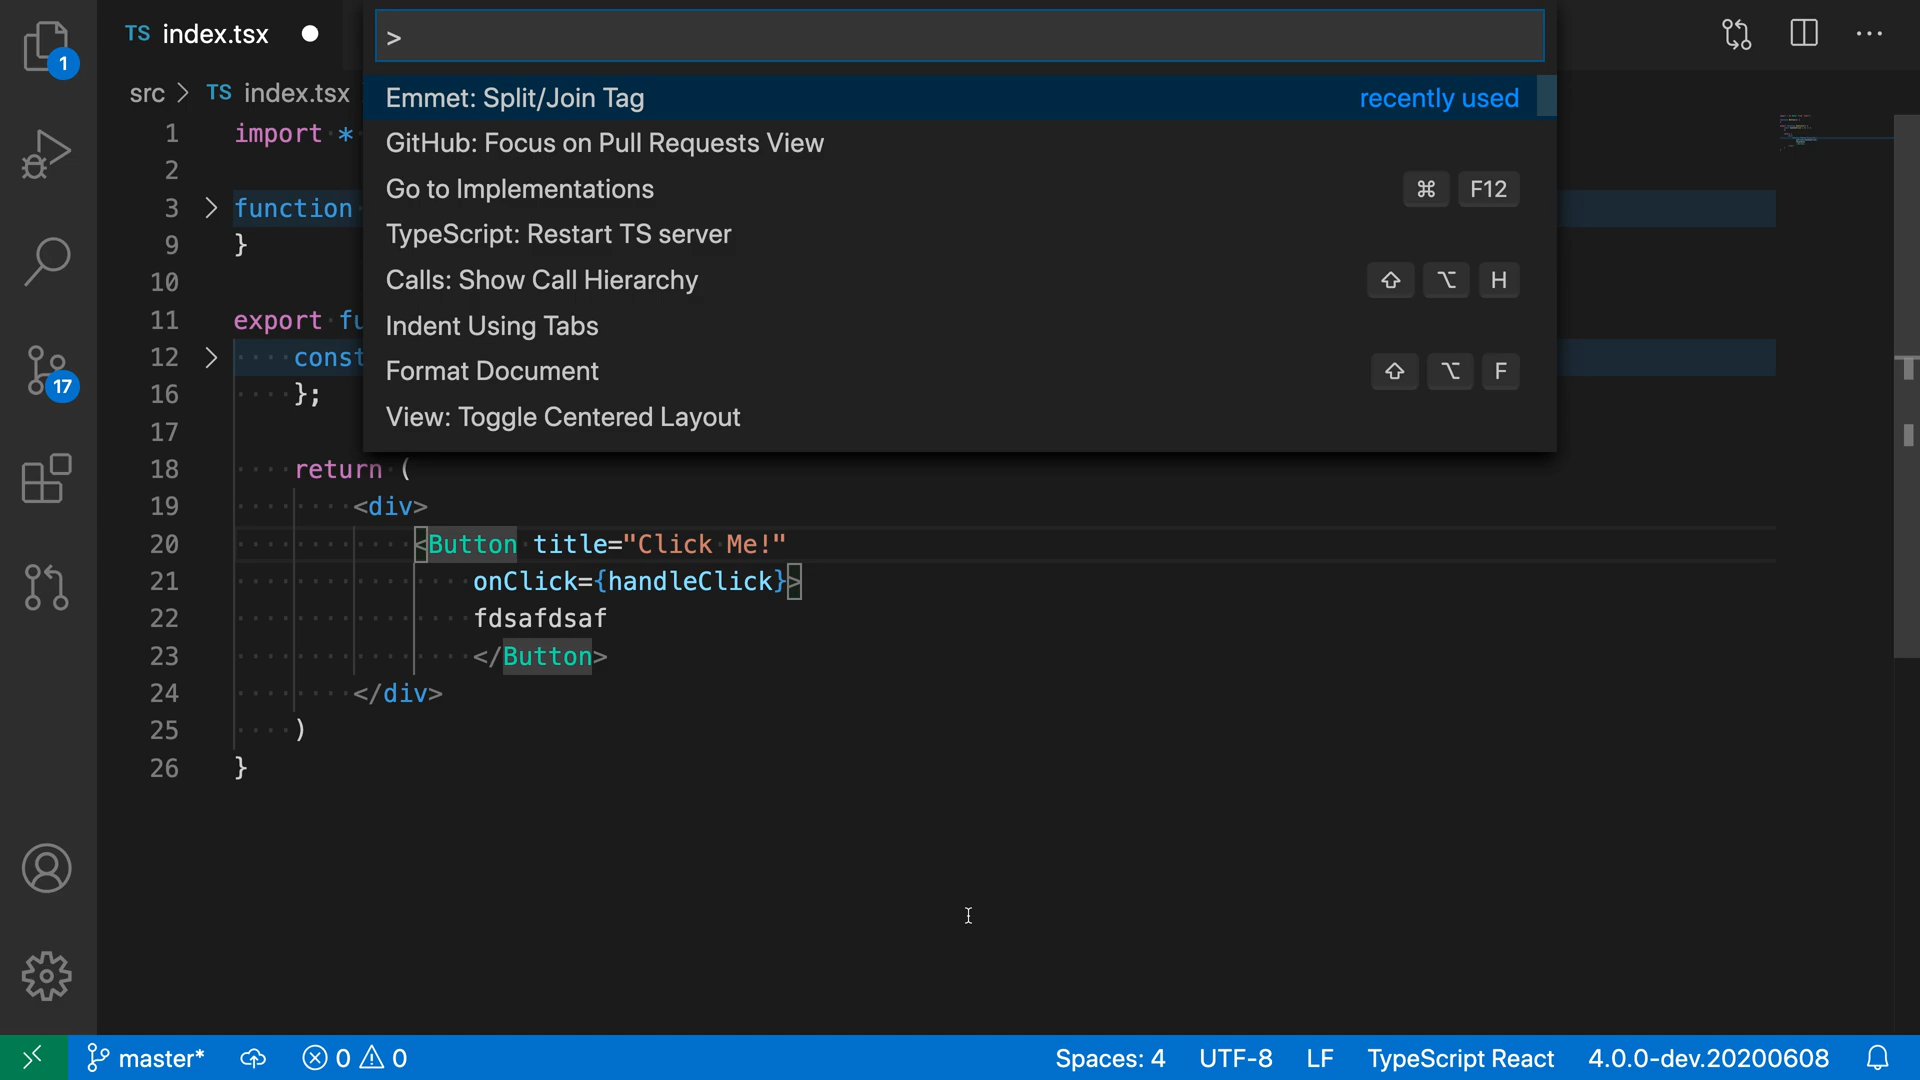 TS index.tsx
>
src > TS index.tsx
Emmet: Split/Join Tag recently used
GitHub: Focus on Pull Requests View
Go to Implementations ⌘ F12
TypeScript: Restart TS server
Calls: Show Call Hierarchy ⇧ ⌥ H
Indent Using Tabs
Format Document ⇧ ⌥ F
View: Toggle Centered Layout
1 import *
2
3 function
9 }
10
11 export fu
12 const
16 };
17
18 return (
19 <div>
20 <Button title="Click Me!"
21 onClick={handleClick}>
22 fdsafdsaf
23 </Button>
24 </div>
25 )
26 }
1
17
master* 0 0 Spaces: 4 UTF-8 LF TypeScript React 4.0.0-dev.20200608